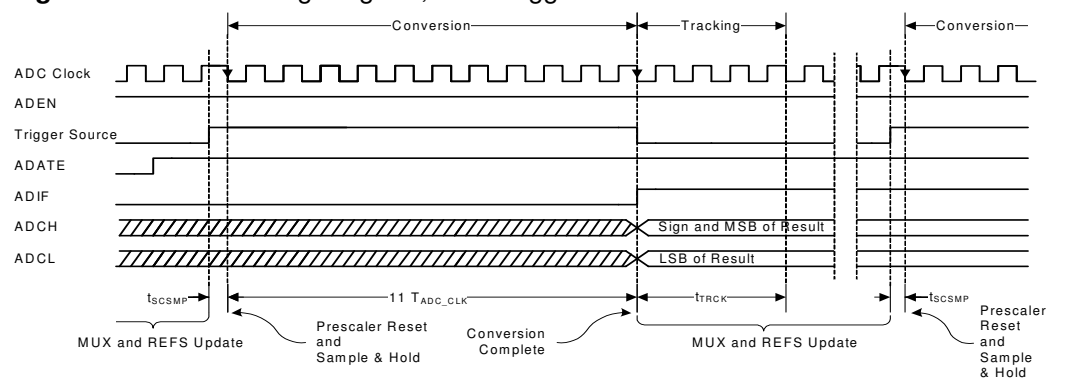 Conversion Tracking Conversion
ADC Clock
ADEN
Trigger Source
ADATE
ADIF
ADCH Sign and MSB of Result
ADCL LSB of Result
tSCSMP 11 TADC_CLK tTRCK tSCSMP
MUX and REFS Update
Prescaler Reset
and
Sample & Hold
Conversion
Complete
MUX and REFS Update
Prescaler
Reset
and
Sample
& Hold